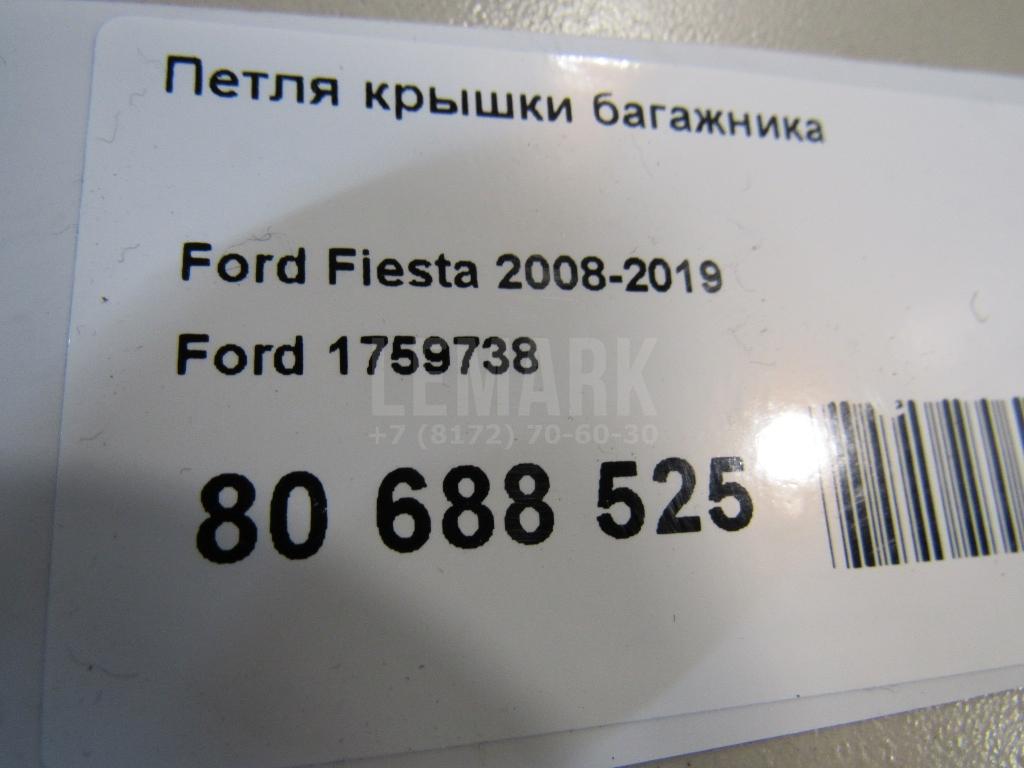 Петля крышки багажника
Ford Fiesta 2008-2019
Ford 1759738
LEMARK
+7 (8172) 70-60-30
80 688 525